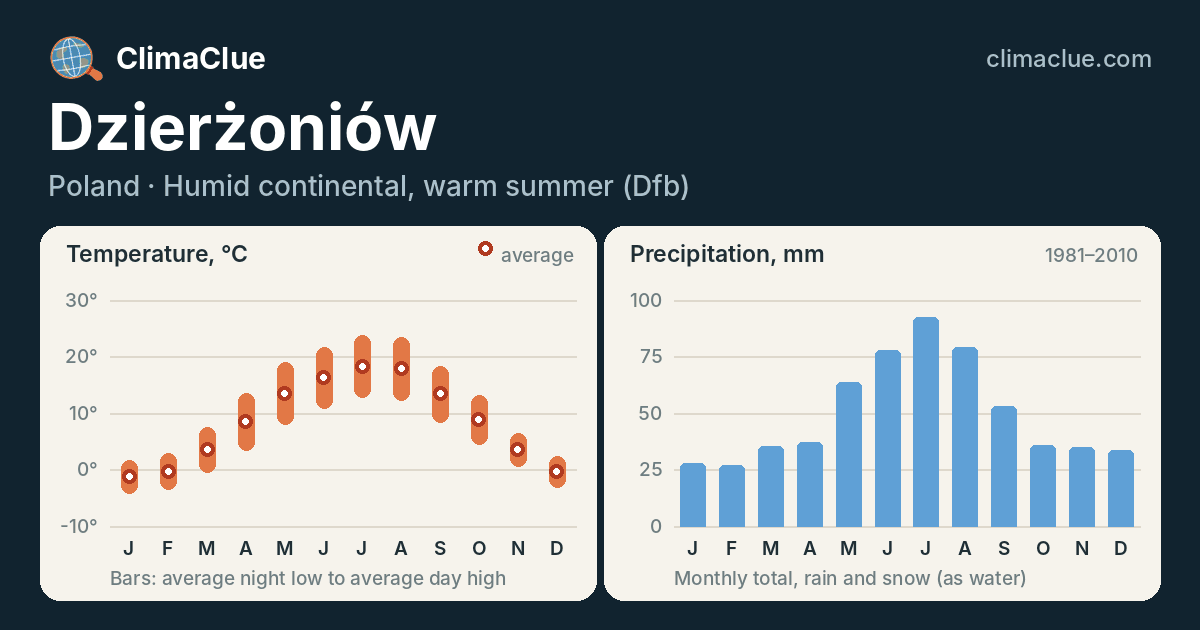 ClimaClue
climaclue.com
Dzierżoniów
Poland · Humid continental, warm summer (Dfb)
Temperature, °C
average
30°
20°
10°
0°
-10°
J F M A M J J A S O N D
Bars: average night low to average day high
Precipitation, mm
1981–2010
100
75
50
25
0
J F M A M J J A S O N D
Monthly total, rain and snow (as water)